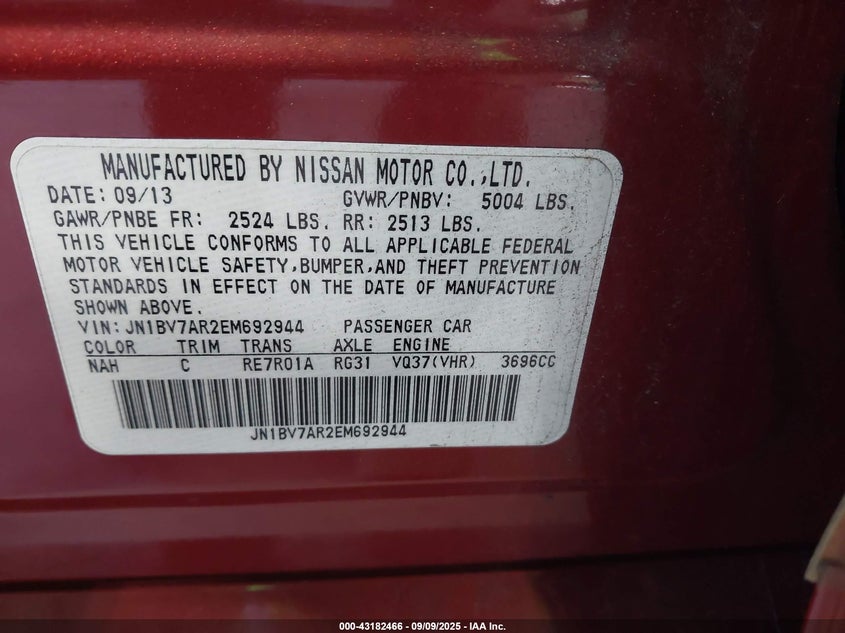 MANUFACTURED BY NISSAN MOTOR CO.,LTD.
DATE: 09/13 GVWR/PNBV: 5004 LBS.
GAWR/PNBE FR: 2524 LBS. RR: 2513 LBS.
THIS VEHICLE CONFORMS TO ALL APPLICABLE FEDERAL
MOTOR VEHICLE SAFETY,BUMPER,AND THEFT PREVENTION
STANDARDS IN EFFECT ON THE DATE OF MANUFACTURE
SHOWN ABOVE.
VIN: JN1BV7AR2EM692944 PASSENGER CAR
COLOR TRIM TRANS AXLE ENGINE
NAH C RE7R01A RG31 VQ37(VHR) 3696CC
JN1BV7AR2EM692944
000-43182466 - 09/09/2025 - IAA Inc.